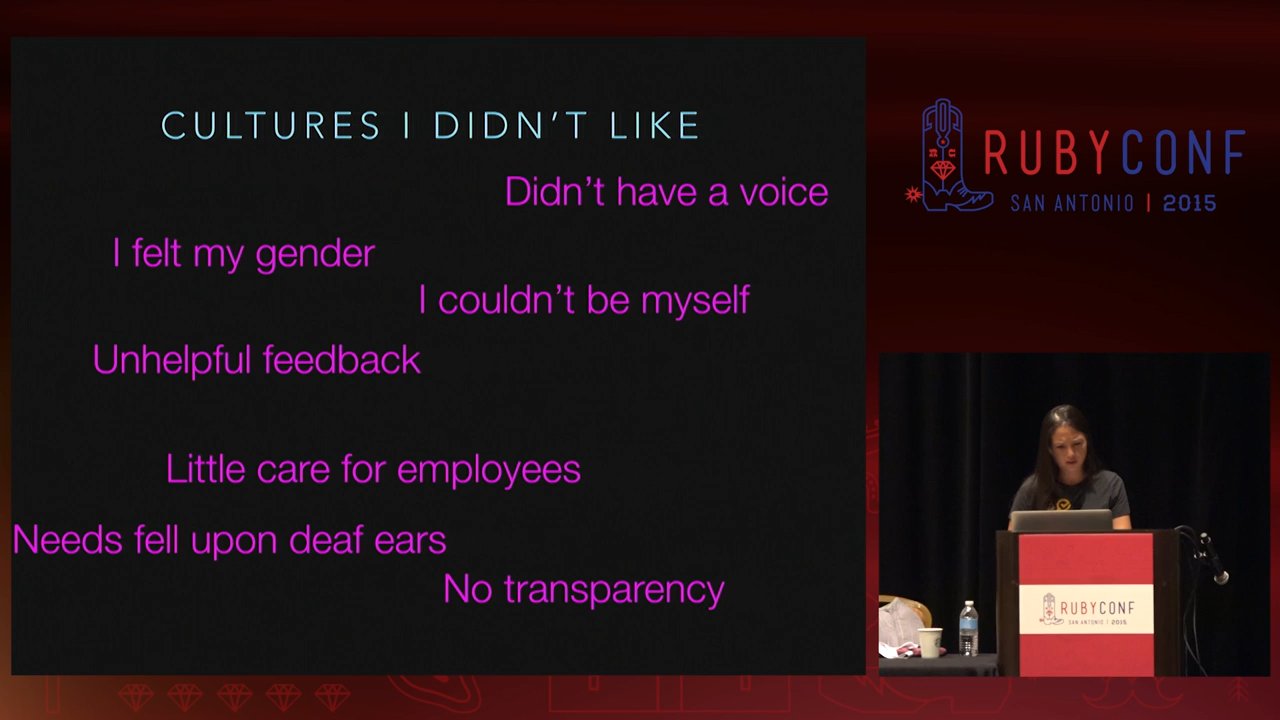 CULTURES I DIDN'T LIKE
Didn't have a voice
I felt my gender
I couldn't be myself
Unhelpful feedback
Little care for employees
Needs fell upon deaf ears
No transparency
RUBYCONF
SAN ANTONIO | 2015
RUBYCONF
SAN ANTONIO | 2015